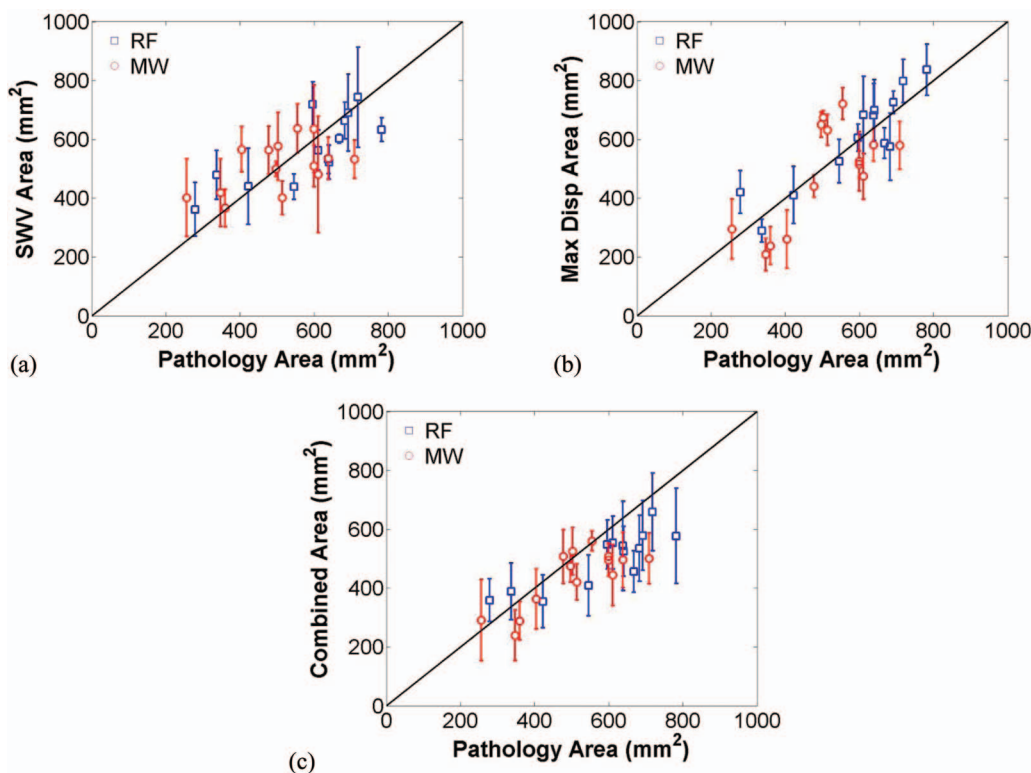 1000
800
600
400
200
0
SWV Area (mm²)
RF
MW
0 200 400 600 800 1000
Pathology Area (mm²)
(a)
1000
800
600
400
200
0
Max Disp Area (mm²)
RF
MW
0 200 400 600 800 1000
Pathology Area (mm²)
(b)
1000
800
600
400
200
0
Combined Area (mm²)
RF
MW
0 200 400 600 800 1000
Pathology Area (mm²)
(c)